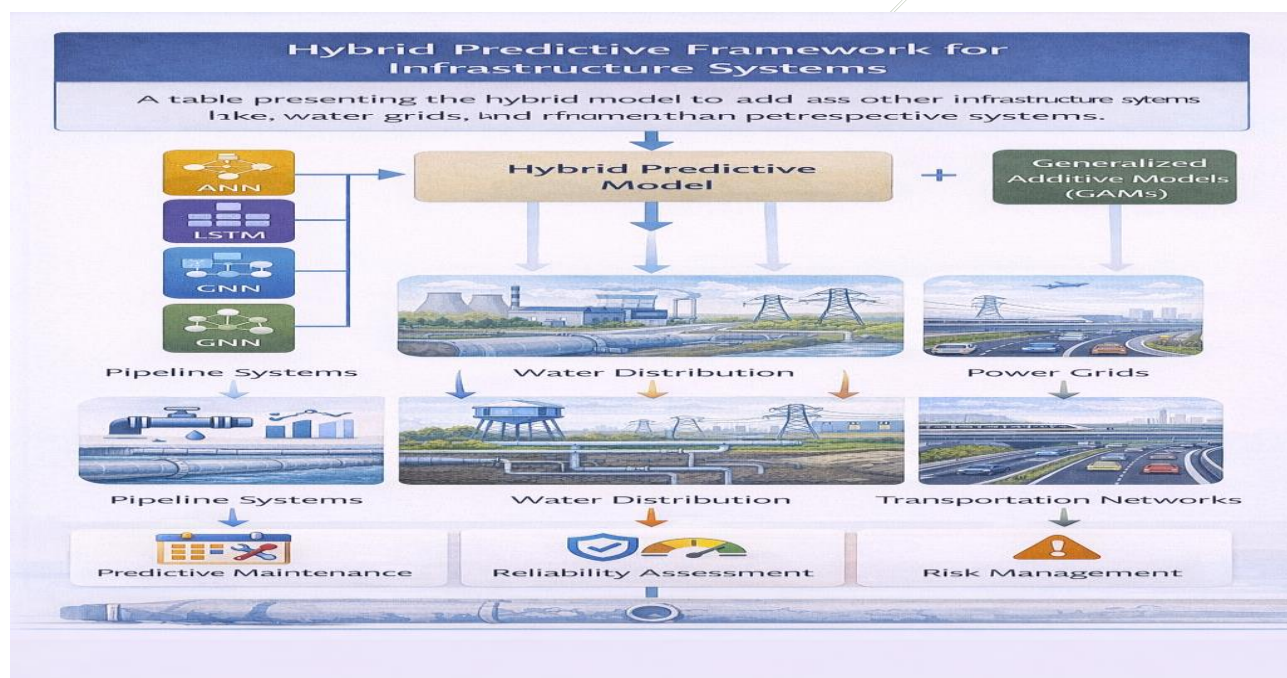 Hybrid Predictive Framework for
Infrastructure Systems
A table presenting the hybrid model to add ass other infrastructure sytems
like, water grids, and petrespective systems.
ANN
Hybrid Predictive
Model
+
Generalized
Additive Models
(GAMs)
LSTM
GNN
GNN
Pipeline Systems
Water Distribution
Power Grids
Pipeline Systems
Water Distribution
Transportation Networks
Predictive Maintenance
Reliability Assessment
Risk Management